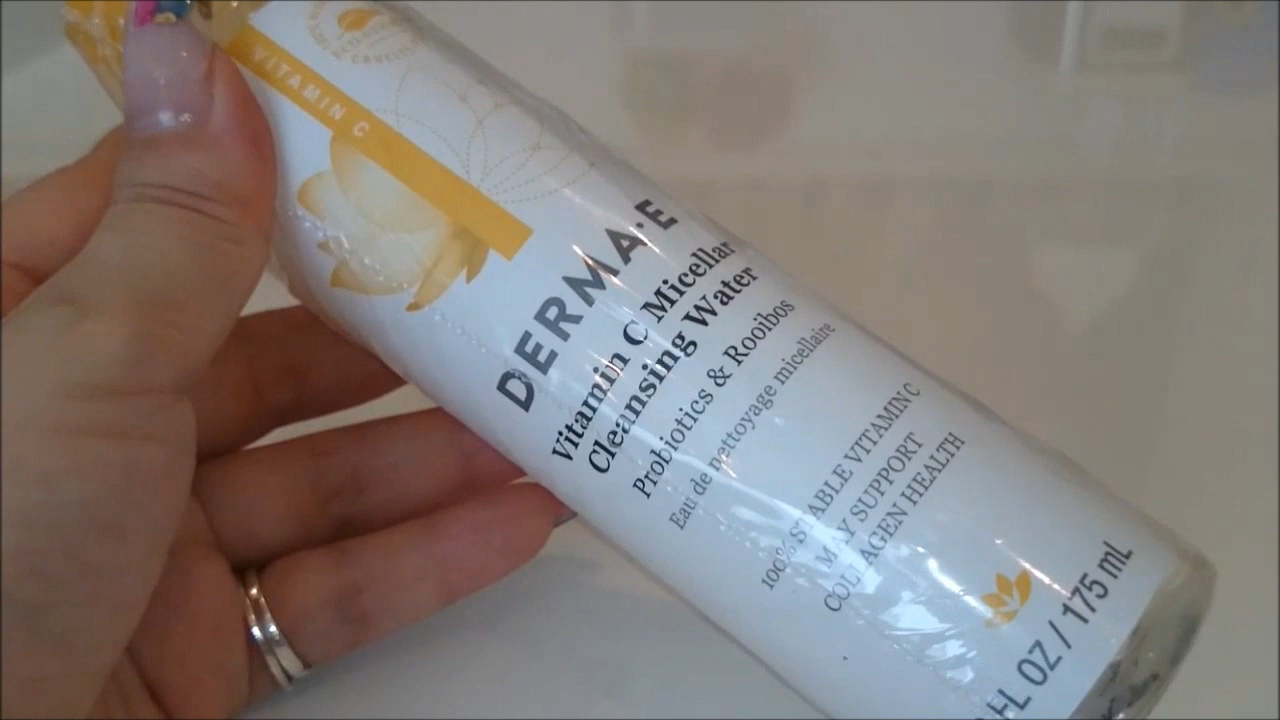 VITAMIN C
DERMA·E
Vitamin C Micellar
Cleansing Water
Probiotics & Rooibos
Eau de nettoyage micellaire
100% STABLE VITAMIN C
MAY SUPPORT
COLLAGEN HEALTH
FL OZ / 175 mL